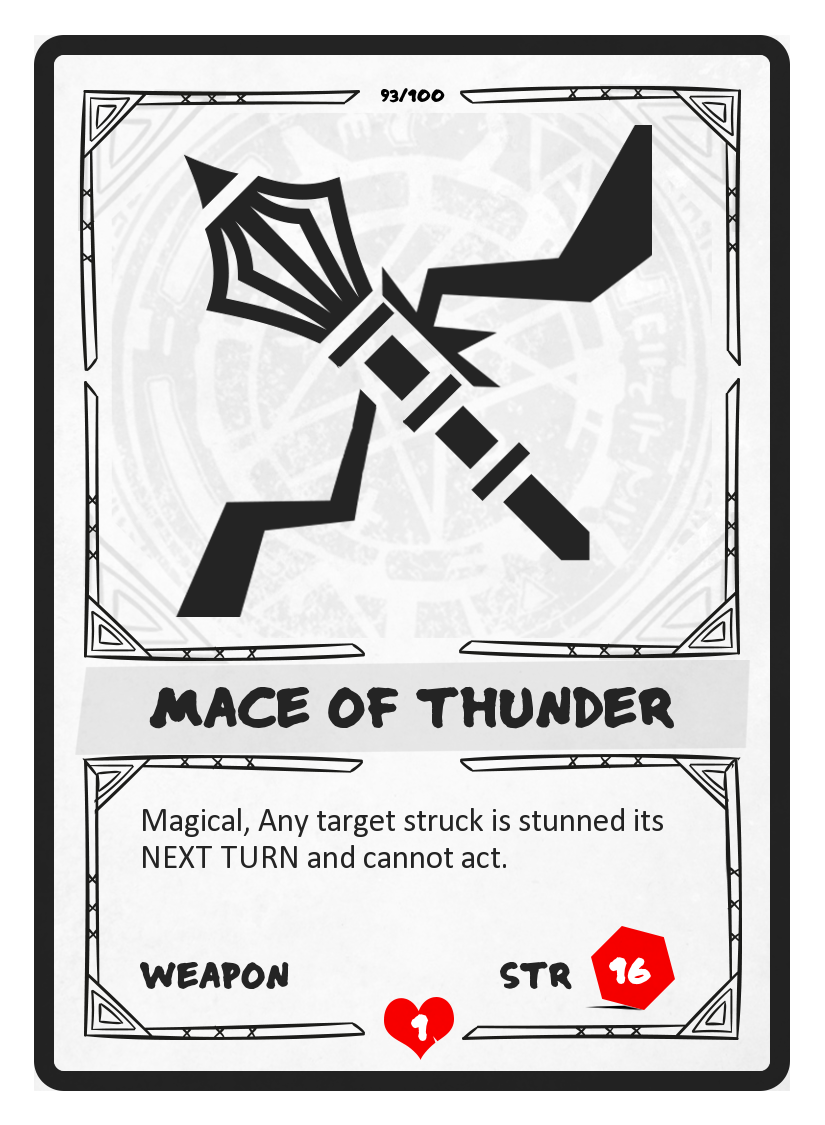 93/100
MACE OF THUNDER
Magical, Any target struck is stunned its
NEXT TURN and cannot act.
WEAPON
STR 16
1